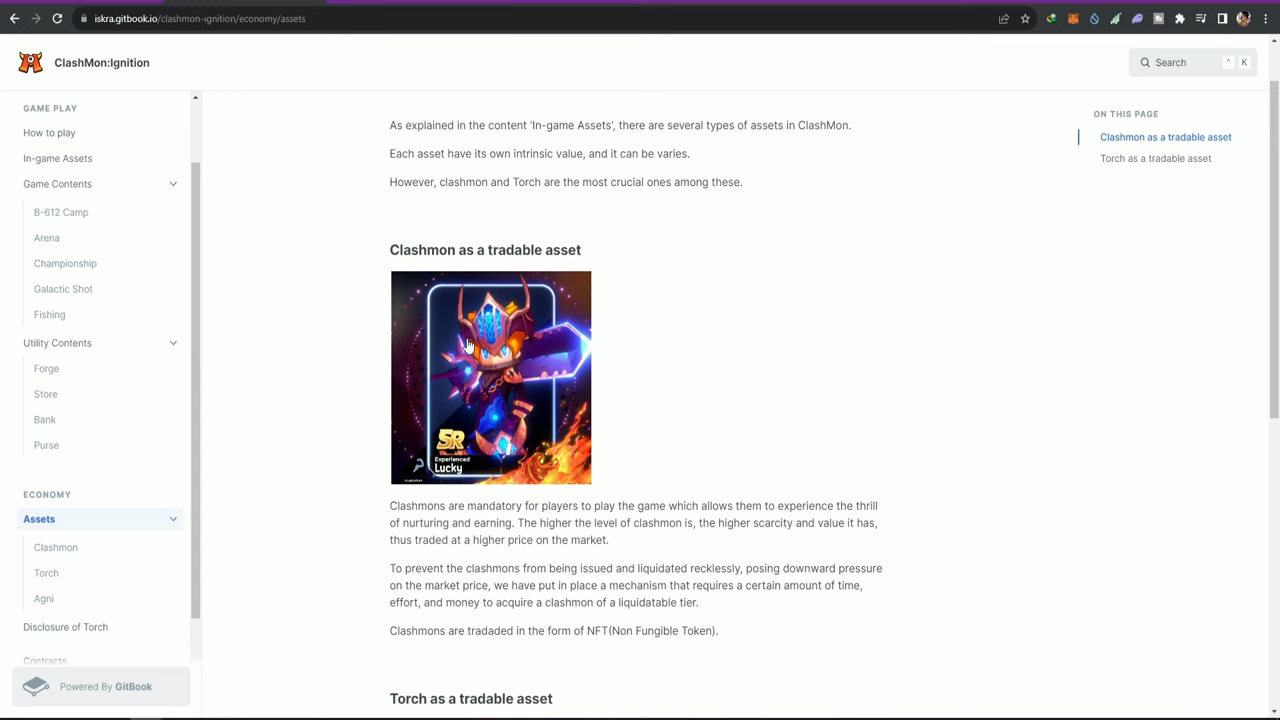 iskra.gitbook.io/clashmon-ignition/economy/assets
ClashMon:Ignition
Search
^
K
GAME PLAY
How to play
In-game Assets
Game Contents
B-612 Camp
Arena
Championship
Galactic Shot
Fishing
Utility Contents
Forge
Store
Bank
Purse
ECONOMY
Assets
Clashmon
Torch
Agni
Disclosure of Torch
Contracts
Powered By GitBook
As explained in the content 'In-game Assets', there are several types of assets in ClashMon.
Each asset have its own intrinsic value, and it can be varies.
However, clashmon and Torch are the most crucial ones among these.
Clashmon as a tradable asset
SR
Experienced
Lucky
Clashmons are mandatory for players to play the game which allows them to experience the thrill
of nurturing and earning. The higher the level of clashmon is, the higher scarcity and value it has,
thus traded at a higher price on the market.
To prevent the clashmons from being issued and liquidated recklessly, posing downward pressure
on the market price, we have put in place a mechanism that requires a certain amount of time,
effort, and money to acquire a clashmon of a liquidatable tier.
Clashmons are tradaded in the form of NFT(Non Fungible Token).
Torch as a tradable asset
ON THIS PAGE
Clashmon as a tradable asset
Torch as a tradable asset